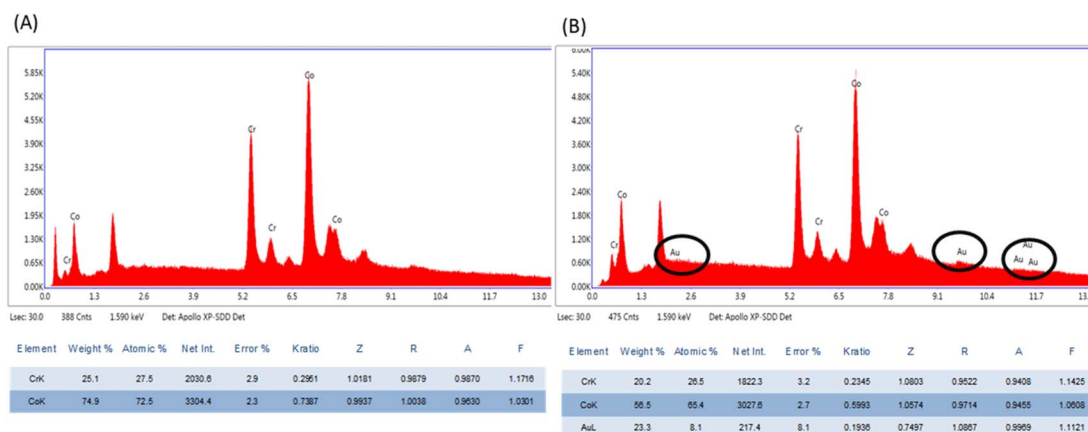 (A)
5.85K
5.20K
4.55K
3.90K
3.25K
2.60K
1.95K
1.30K
0.65K
0.00K
Co
Cr
Co
Cr
Co
Cr
0.0 1.3 2.6 3.9 5.2 6.5 7.8 9.1 10.4 11.7 13.0
Lsec: 30.0 388 Cnts 1.590 keV Det: Apollo XP-SDD Det
Element Weight % Atomic % Net Int. Error % Kratio Z R A F
CrK 25.1 27.5 2030.6 2.9 0.2951 1.0181 0.9879 0.9870 1.1716
CoK 74.9 72.5 3304.4 2.3 0.7387 0.9937 1.0038 0.9630 1.0301
(B)
6.00K
5.40K
4.80K
4.20K
3.60K
3.00K
2.40K
1.80K
1.20K
0.60K
0.00K
Co
Cr
Co
Cr
Co
Cr
Au
Au
Au
Au Au
0.0 1.3 2.6 3.9 5.2 6.5 7.8 9.1 10.4 11.7 13.
Lsec: 30.0 475 Cnts 1.590 keV Det: Apollo XP-SDD Det
Element Weight % Atomic % Net Int. Error % Kratio Z R A F
CrK 20.2 26.5 1822.3 3.2 0.2345 1.0803 0.9522 0.9408 1.1425
CoK 56.5 65.4 3027.6 2.7 0.5993 1.0574 0.9714 0.9455 1.0608
AuL 23.3 8.1 217.4 8.1 0.1936 0.7497 1.0867 0.9969 1.1121